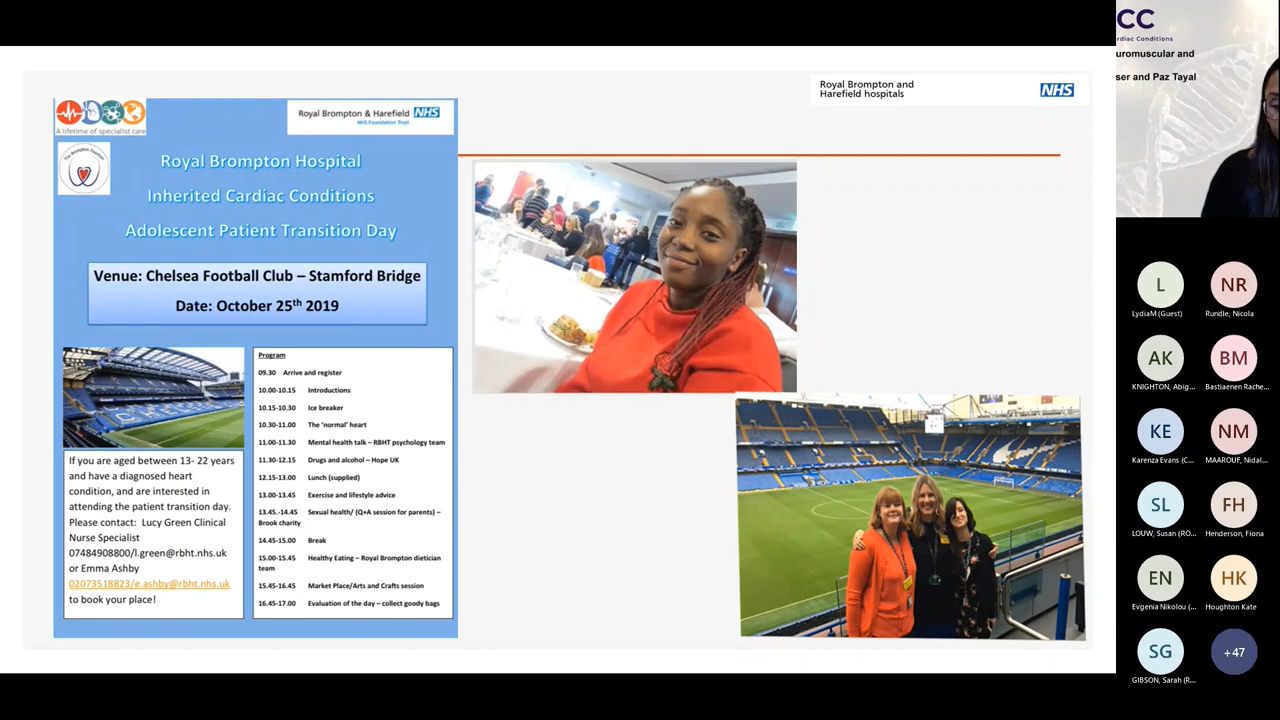 A lifetime of specialist care
Royal Brompton & Harefield NHS
NHS Foundation Trust
Royal Brompton Hospital
Inherited Cardiac Conditions
Adolescent Patient Transition Day
Venue: Chelsea Football Club – Stamford Bridge
Date: October 25th 2019
If you are aged between 13- 22 years
and have a diagnosed heart
condition, and are interested in
attending the patient transition day.
Please contact: Lucy Green Clinical
Nurse Specialist
07484908800/l.green@rbht.nhs.uk
or Emma Ashby
02073518823/e.ashby@rbht.nhs.uk
to book your place!
Program
09.30 Arrive and register
10.00-10.15 Introductions
10.15-10.30 Ice breaker
10.30-11.00 The ‘normal’ heart
11.00-11.30 Mental health talk – RBHT psychology team
11.30-12.15 Drugs and alcohol – Hope UK
12.15-13.00 Lunch (supplied)
13.00-13.45 Exercise and lifestyle advice
13.45.-14.45 Sexual health/ (Q+A session for parents) –
Brook charity
14.45-15.00 Break
15.00-15.45 Healthy Eating – Royal Brompton dietician
team
15.45-16.45 Market Place/Arts and Crafts session
16.45-17.00 Evaluation of the day – collect goody bags
Royal Brompton and
Harefield hospitals
NHS
CC
rdiac Conditions
uromuscular and
ser and Paz Tayal
L
LydiaM (Guest)
NR
Rundle, Nicola
AK
KNIGHTON, Abig...
BM
Bastiaenen Rache...
KE
Karenza Evans (C...
NM
MAAROUF, Nidal...
SL
LOUW, Susan (RO...
FH
Henderson, Fiona
EN
Evgenia Nikolou (...
HK
Houghton Kate
SG
GIBSON, Sarah (R...
+47